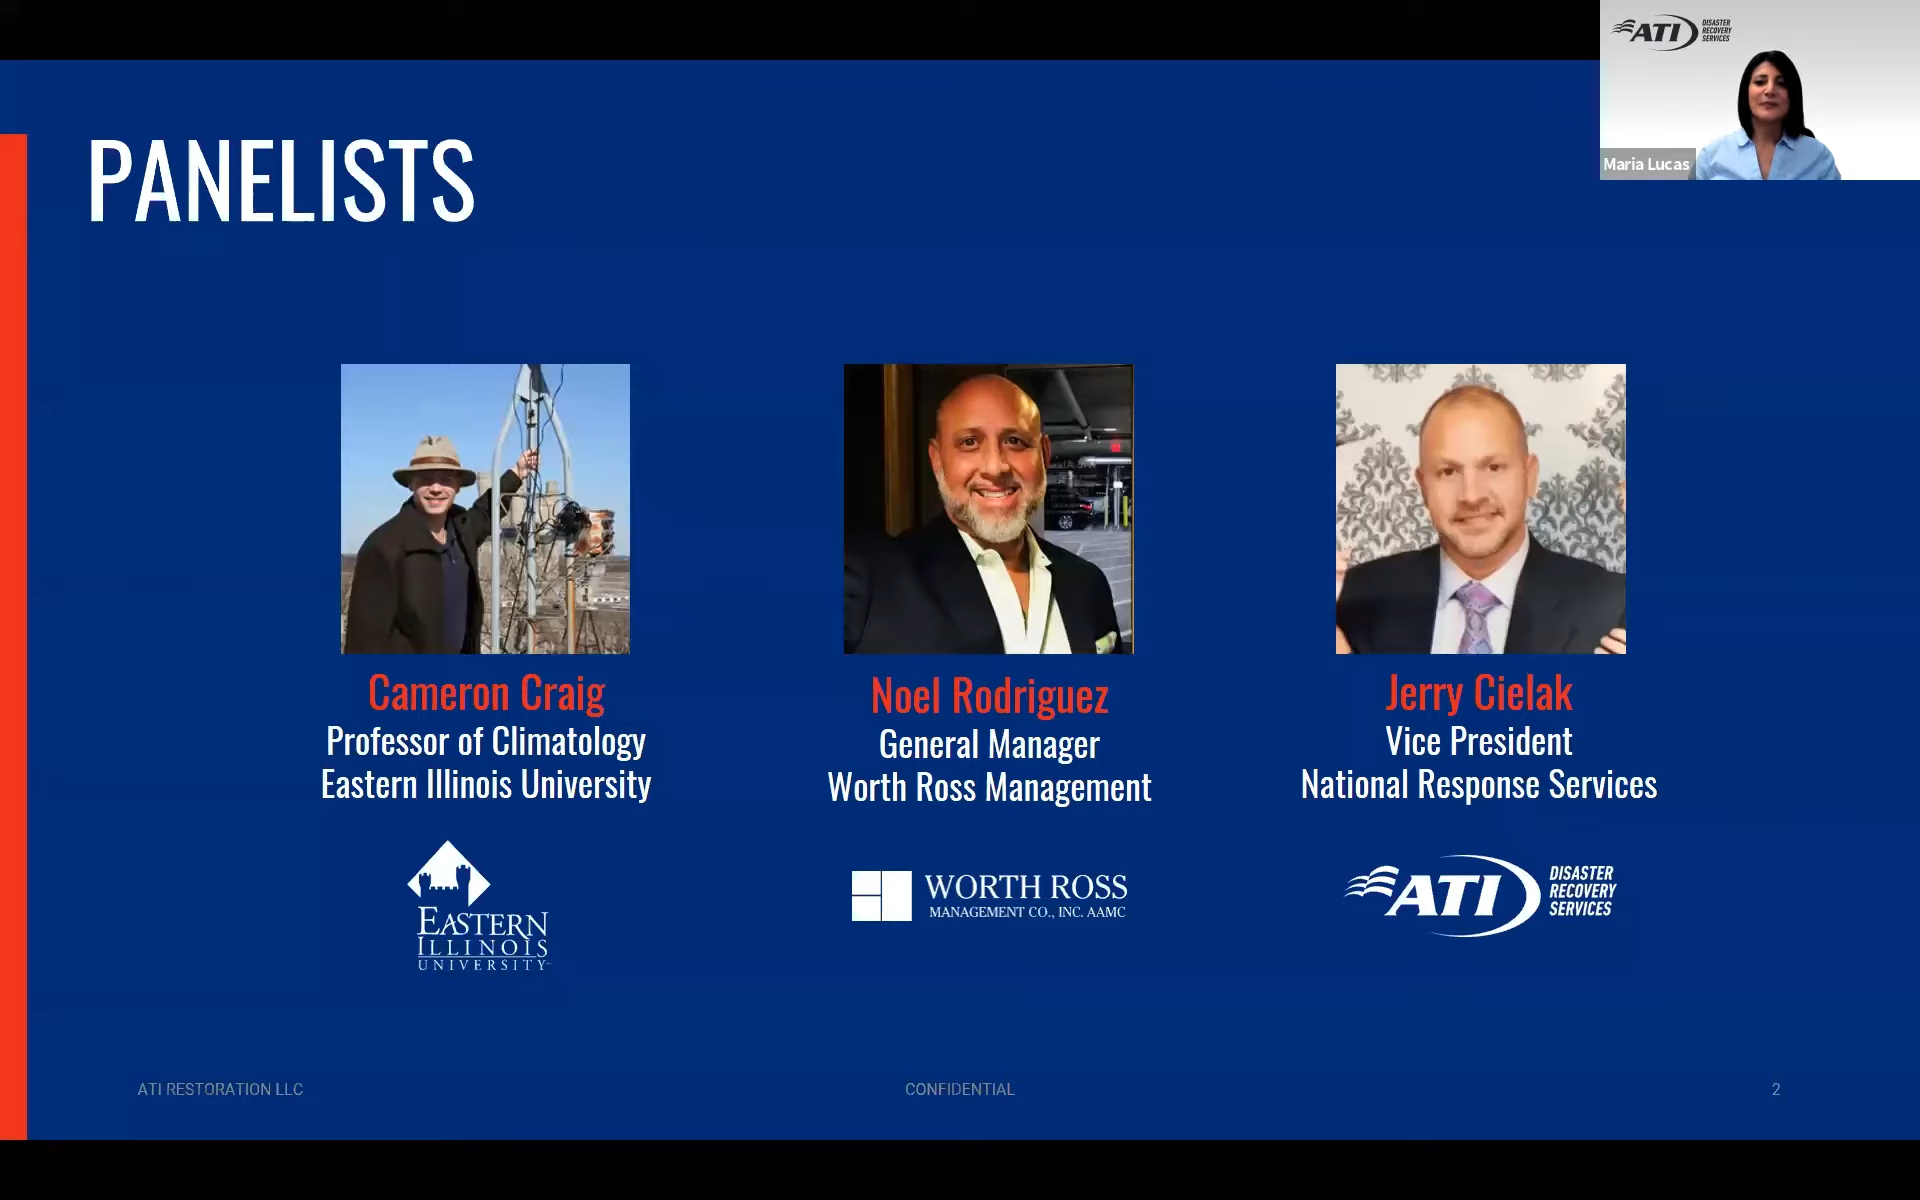 ATI DISASTER
RECOVERY
SERVICES
Maria Lucas
PANELISTS
Cameron Craig
Professor of Climatology
Eastern Illinois University
EASTERN
ILLINOIS
UNIVERSITY
Noel Rodriguez
General Manager
Worth Ross Management
WORTH ROSS
MANAGEMENT CO., INC. AAMC
Jerry Cielak
Vice President
National Response Services
ATI DISASTER
RECOVERY
SERVICES
ATI RESTORATION LLC
CONFIDENTIAL
2